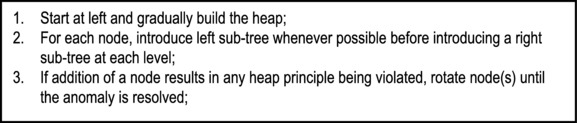 1. Start at left and gradually build the heap;
2. For each node, introduce left sub-tree whenever possible before introducing a right
sub-tree at each level;
3. If addition of a node results in any heap principle being violated, rotate node(s) until
the anomaly is resolved;